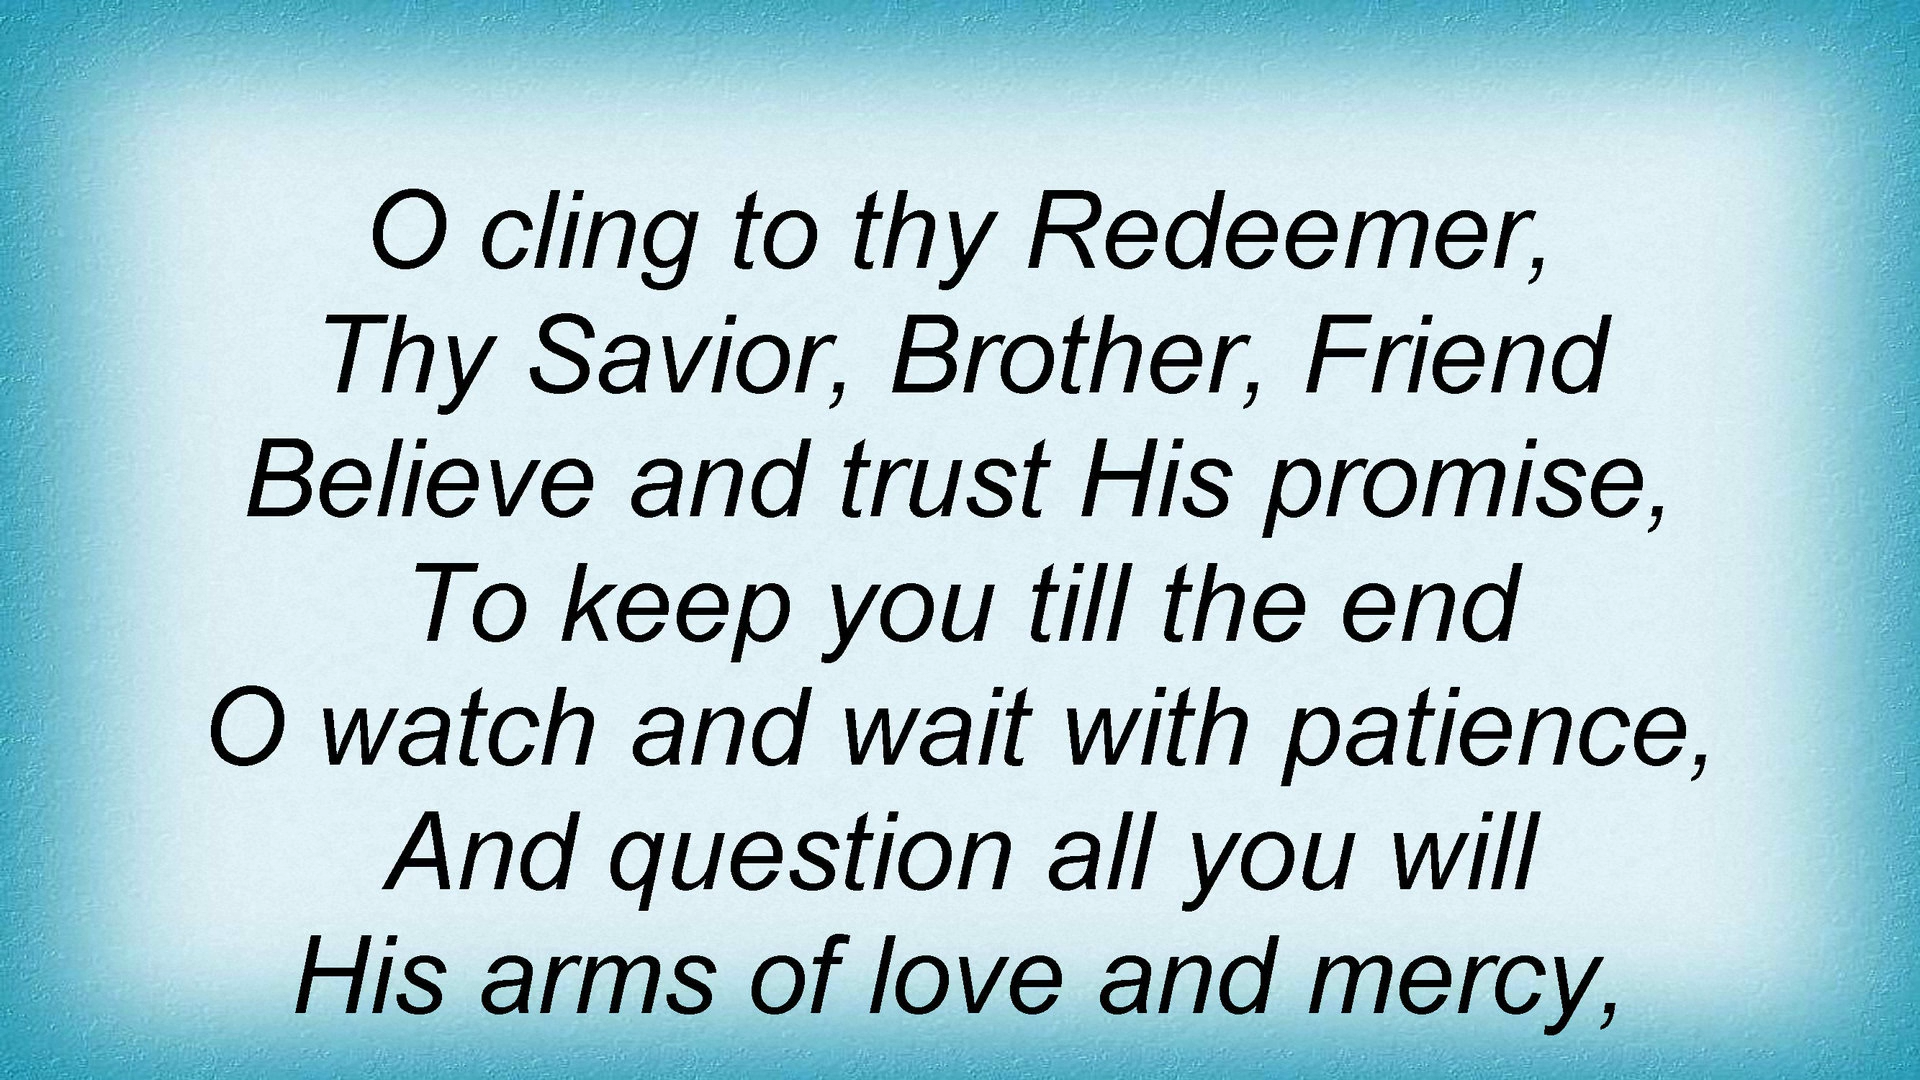 O cling to thy Redeemer,
Thy Savior, Brother, Friend
Believe and trust His promise,
To keep you till the end
O watch and wait with patience,
And question all you will
His arms of love and mercy,